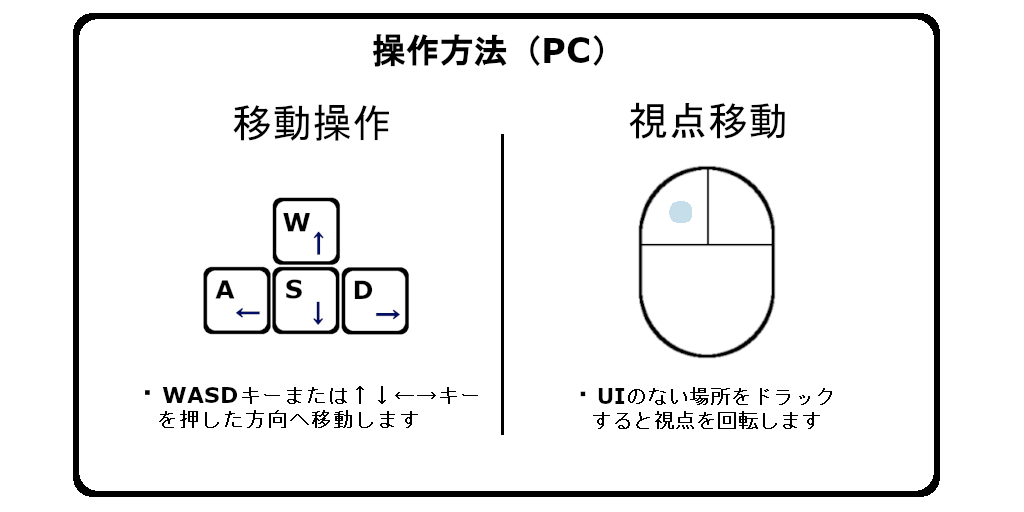 操作方法（PC）
移動操作
W
↑
A
←
S
↓
D
→
・WASDキーまたは↑↓←→キー
を押した方向へ移動します
視点移動
・UIのない場所をドラック
すると視点を回転します